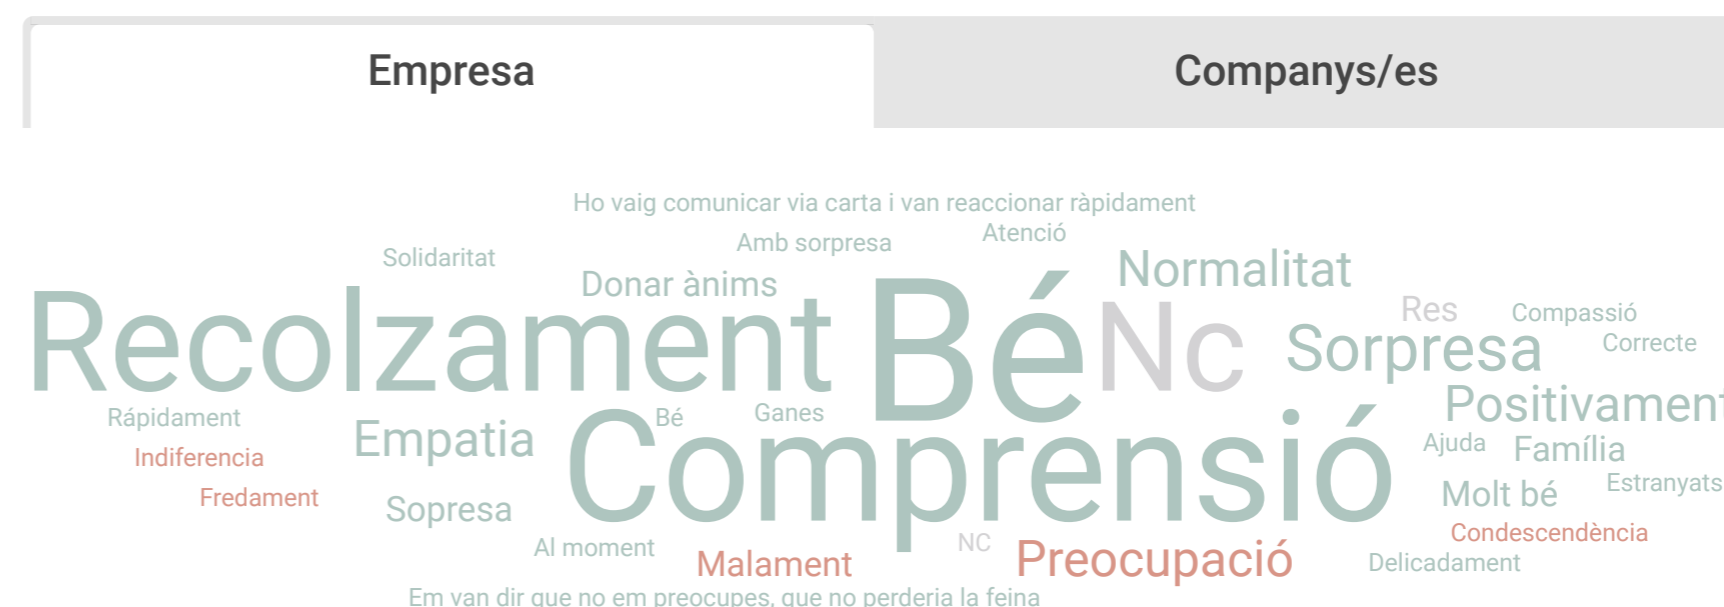 Empresa
Companys/es
Ho vaig comunicar via carta i van reaccionar ràpidament
Atenció
Amb sorpresa
Solidaritat
Normalitat
Donar ànims
Recolzament
Bé
Nc
Res
Compassió
Sorpresa
Correcte
Positivament
Rápidament
Bé
Ganes
Empatia
Comprensió
Ajuda
Família
Indiferencia
Fredament
Sopresa
Molt bé
Estranyats
Condescendència
Al moment
Malament
NC
Preocupació
Delicadament
Em van dir que no em preocupes, que no perderia la feina